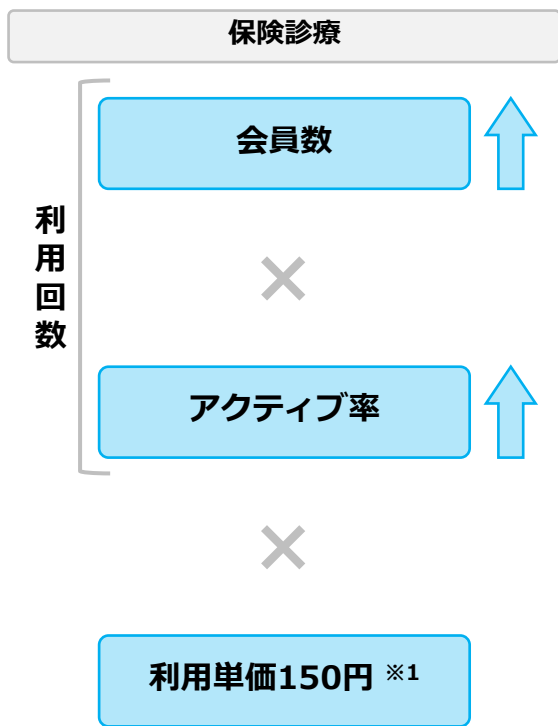 保険診療
会員数
利用回数
×
アクティブ率
×
利用単価150円 ※1